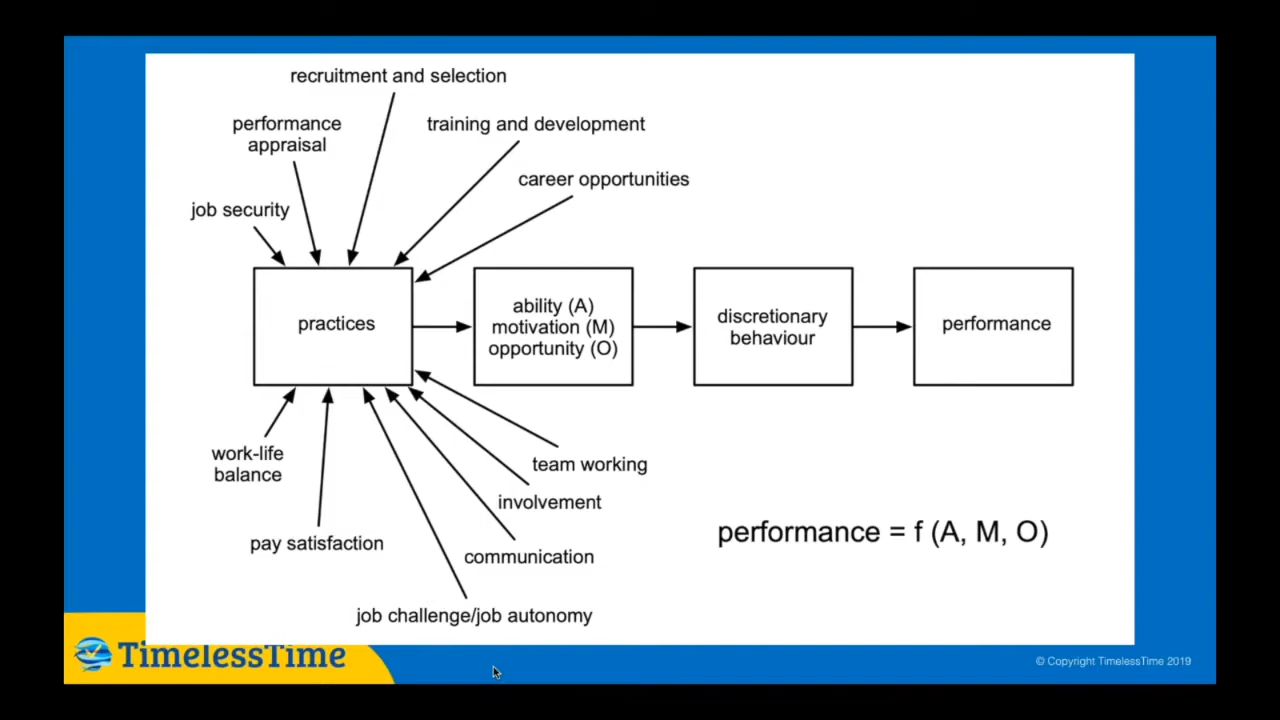 recruitment and selection
performance
appraisal
training and development
career opportunities
job security
practices
ability (A)
motivation (M)
opportunity (O)
discretionary
behaviour
performance
work-life
balance
team working
involvement
pay satisfaction
communication
job challenge/job autonomy
performance = f (A, M, O)
TimelessTime
© Copyright TimelessTime 2019